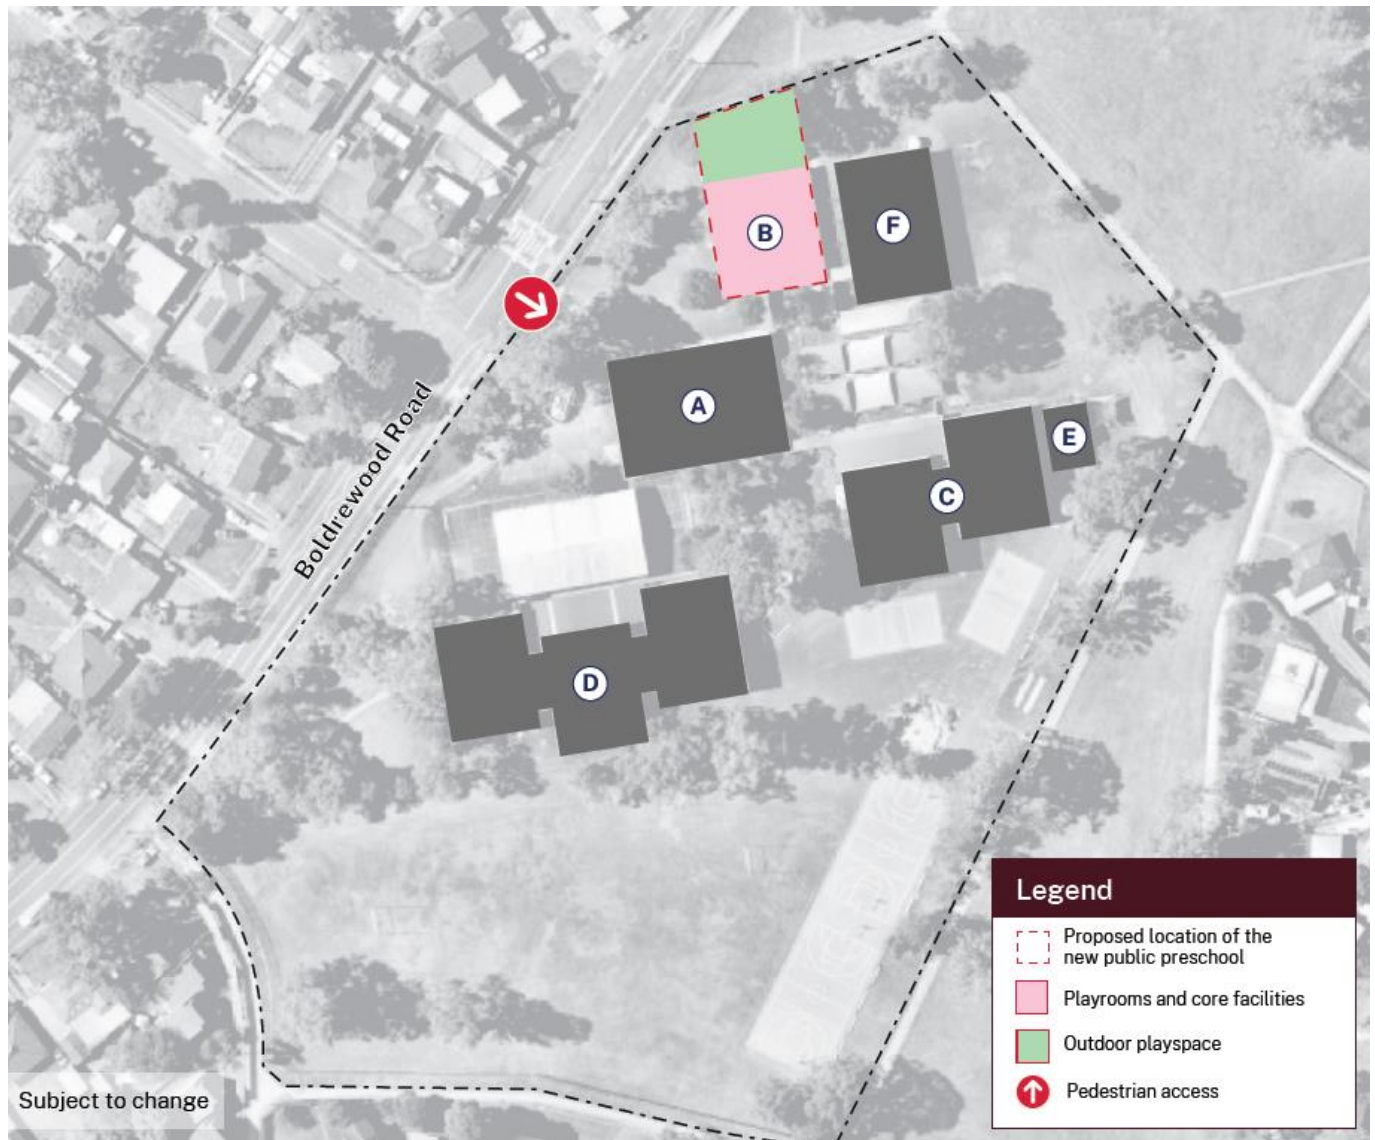 B
F
A
E
C
D
Boldrewood Road
Legend
Proposed location of the
new public preschool
Playrooms and core facilities
Outdoor playspace
Pedestrian access
Subject to change